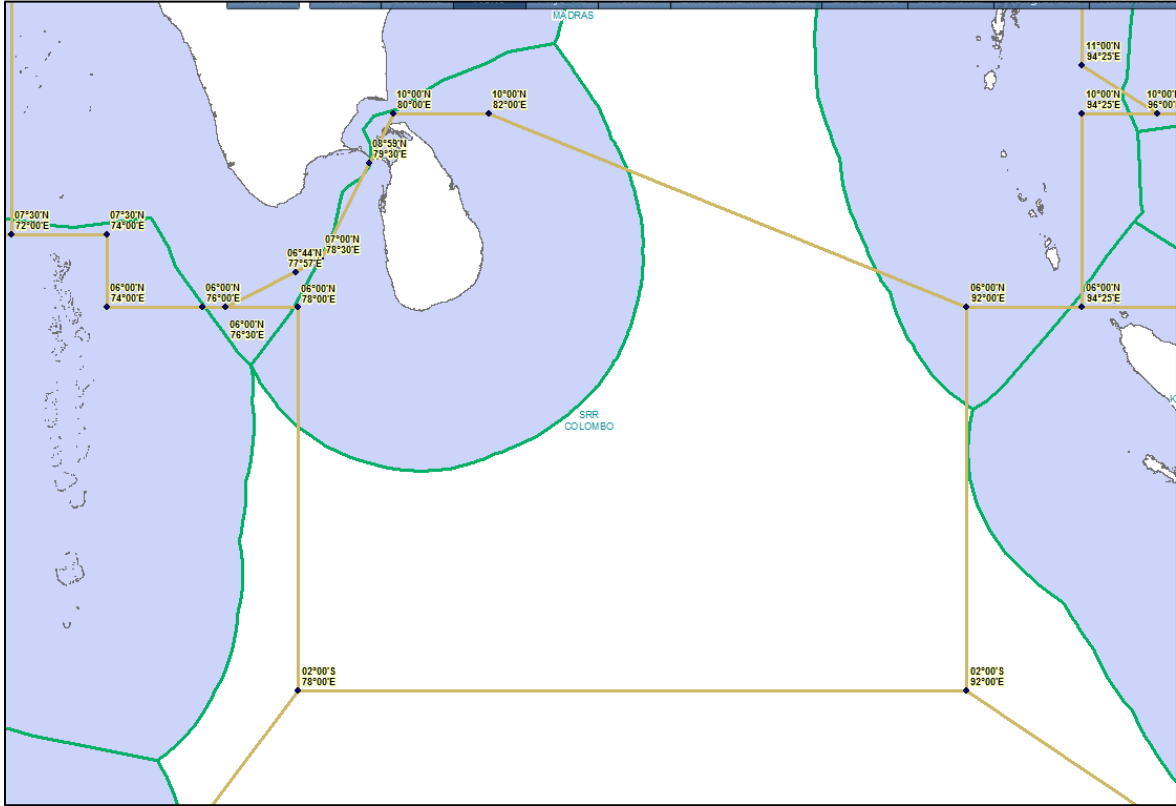 MADRAS
11°00'N
94°25'E
10°00'N
80°00'E
10°00'N
82°00'E
10°00'N
94°25'E
10°00'N
96°00'E
08°59'N
79°30'E
07°30'N
72°00'E
07°30'N
74°00'E
07°00'N
78°30'E
06°44'N
77°57'E
06°00'N
74°00'E
06°00'N
76°00'E
06°00'N
78°00'E
06°00'N
92°00'E
06°00'N
94°25'E
06°00'N
76°30'E
K
SRR
COLOMBO
02°00'S
78°00'E
02°00'S
92°00'E